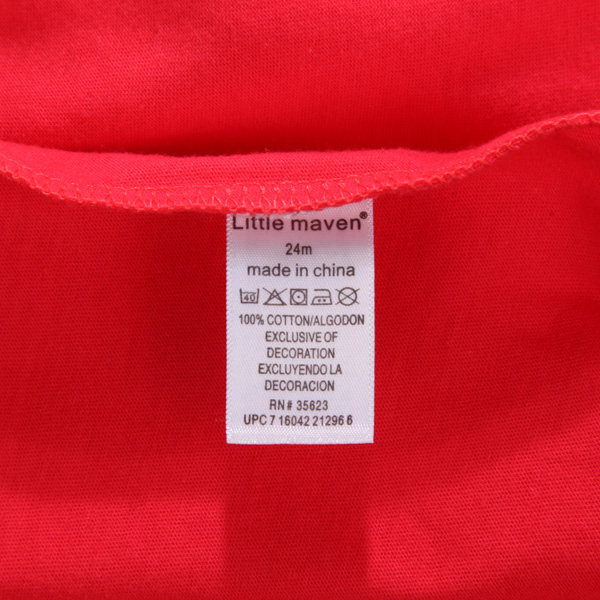 Little maven®
24m
made in china
40
100% COTTON/ALGODON
EXCLUSIVE OF
DECORATION
EXCLUYENDO LA
DECORACION
RN# 35623
UPC 7 16042 21296 6